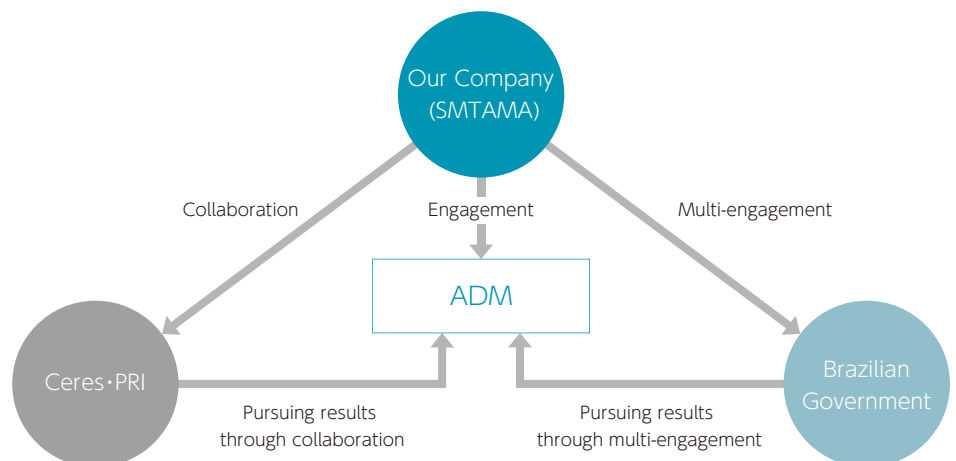 Our Company
(SMTAMA)
Collaboration
Engagement
Multi-engagement
ADM
Ceres・PRI
Brazilian
Government
Pursuing results
through collaboration
Pursuing results
through multi-engagement